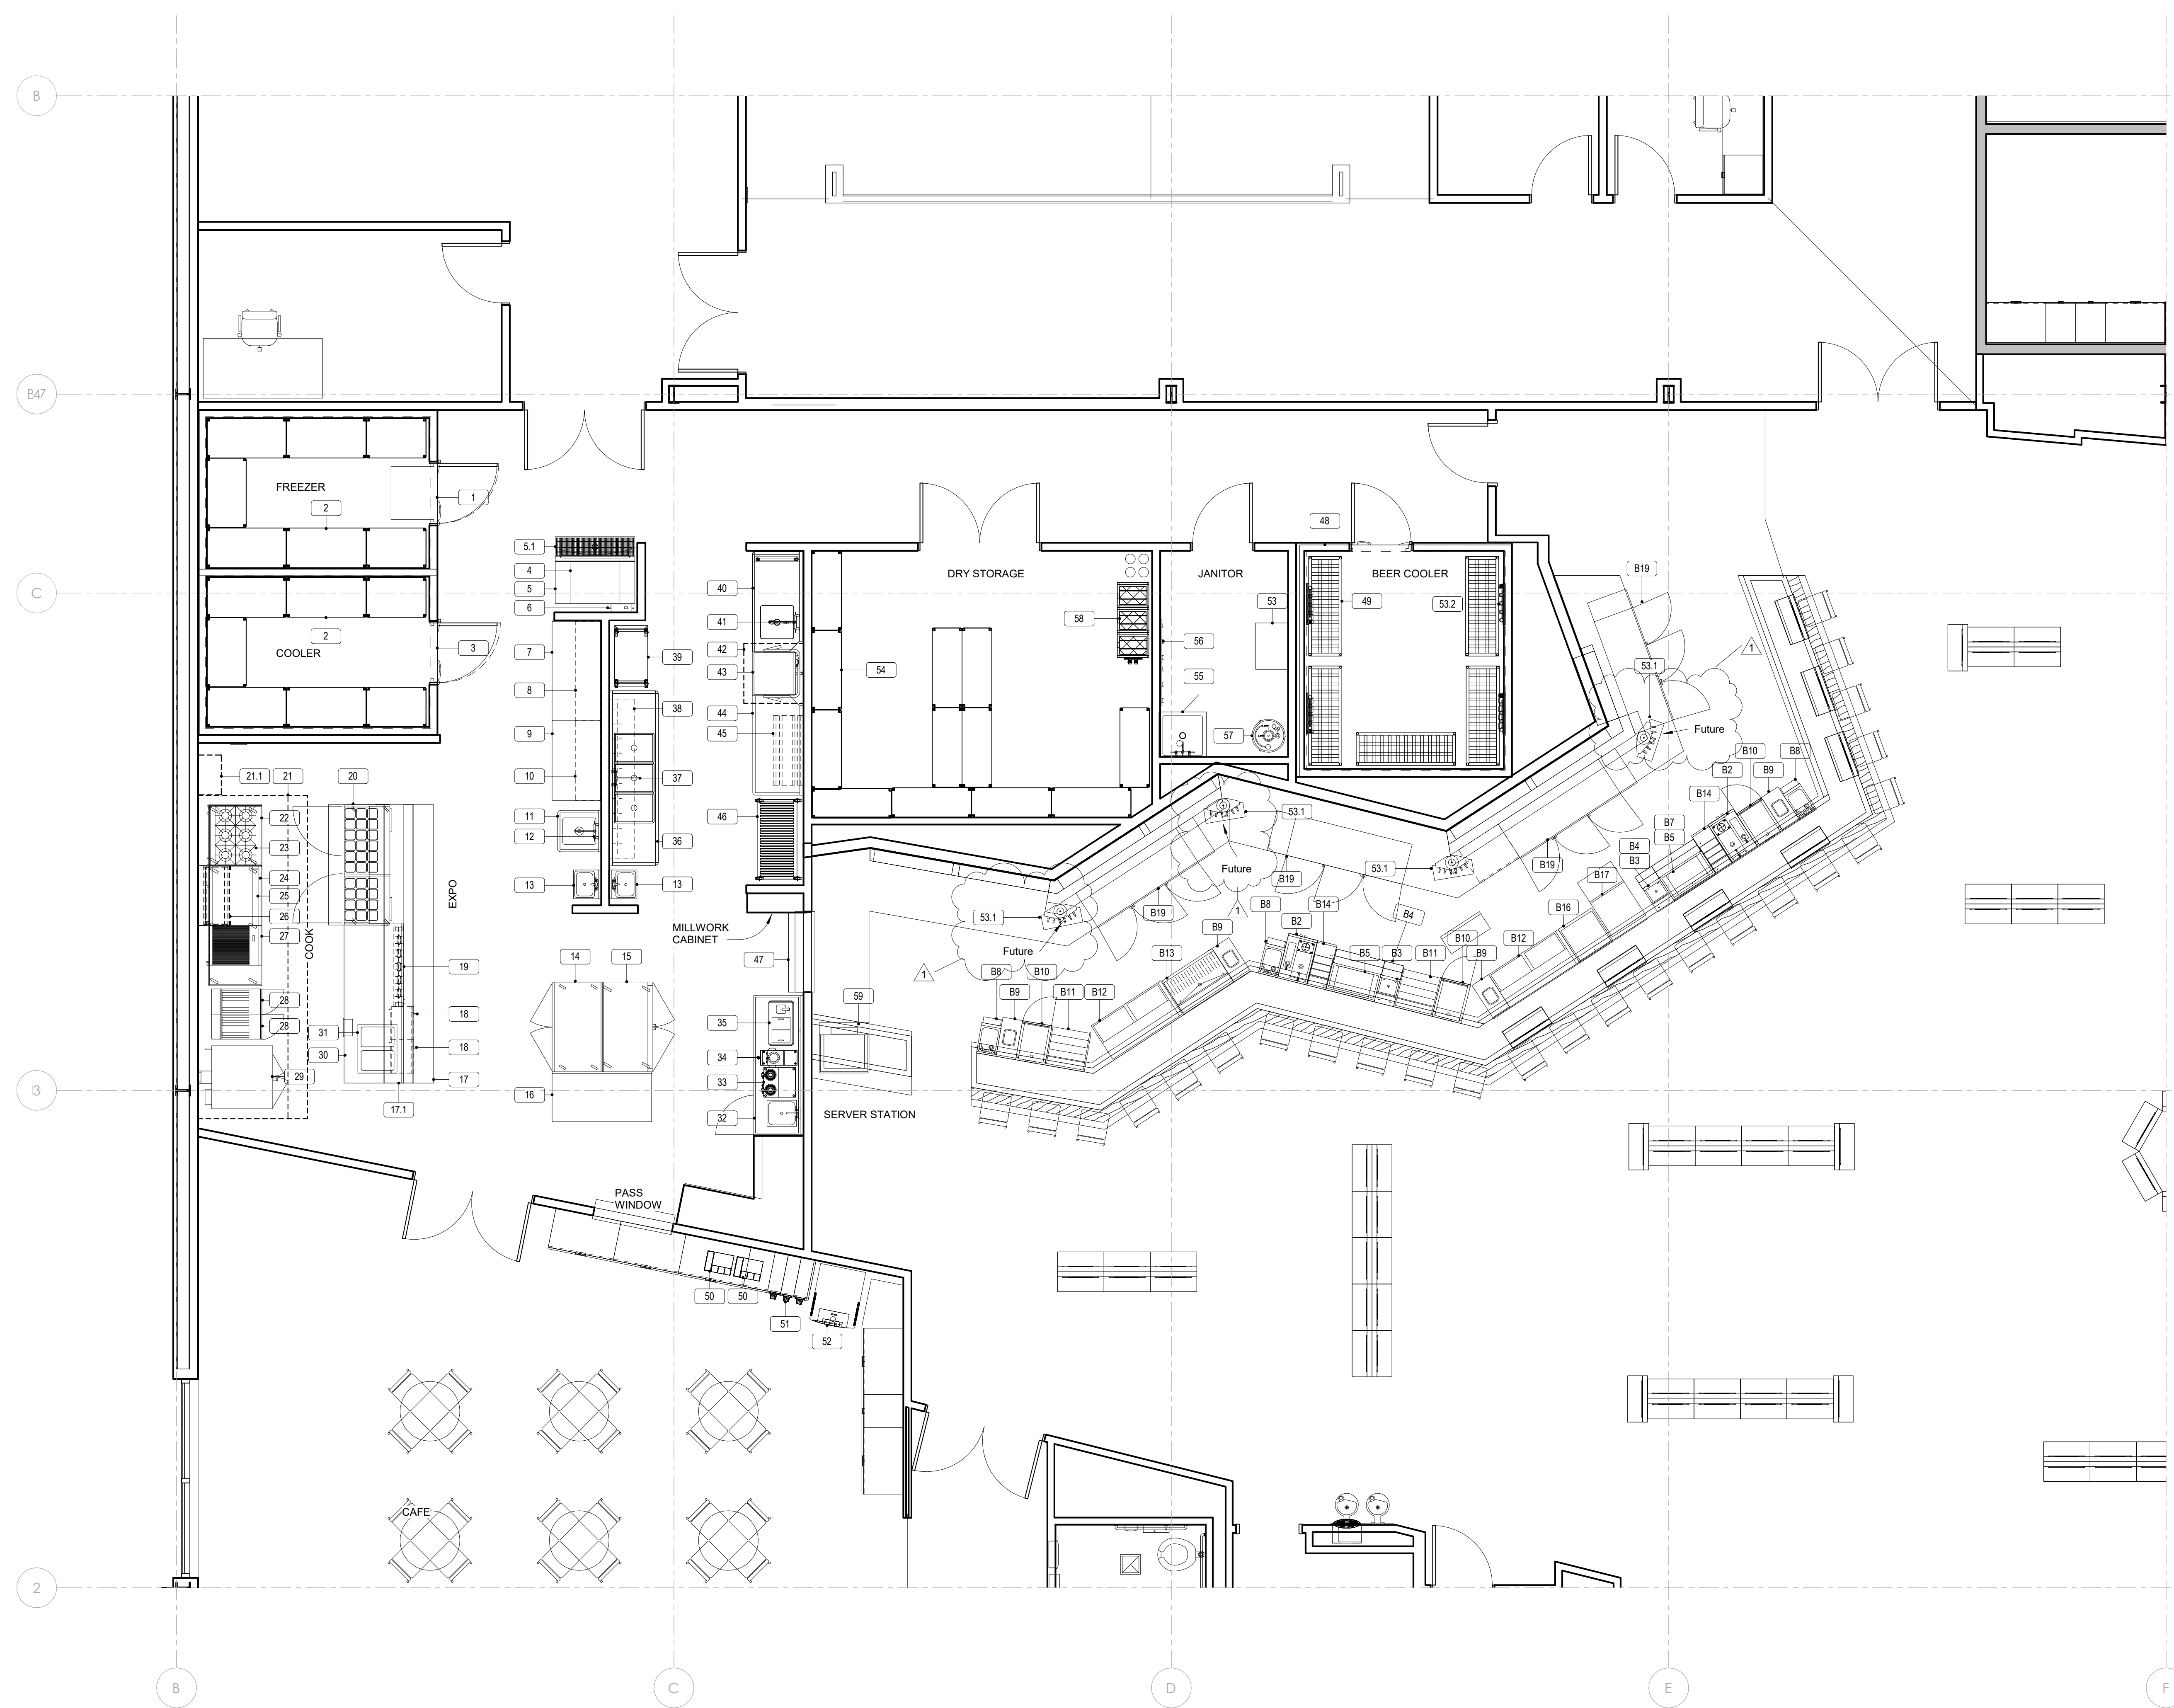 B
B47
FREEZER
1
2
5.1
4
5
6
40
DRY STORAGE
JANITOR
48
BEER COOLER
B19
C
41
58
53
49
53.2
2
COOLER
3
7
39
42
43
56
1
8
54
55
53.1
38
44
Future
9
45
57
10
37
B10
B8
21.1
21
20
B9
B2
B14
11
46
53.1
22
12
36
B7
23
B5
B4
B3
24
13
13
53.1
B19
25
EXPO
Future
B19
B17
26
B19
B14
B16
27
COOK
MILLWORK
CABINET
53.1
B8
B2
1
B4
B9
B12
47
Future
B13
B5
B3
B11
B10
B9
14
15
19
1
B8
B10
28
59
B9
B11
B12
18
28
31
35
30
18
34
29
17
33
3
16
17.1
32
SERVER STATION
PASS
WINDOW
50
50
51
52
CAFE
2
B
C
D
E
F